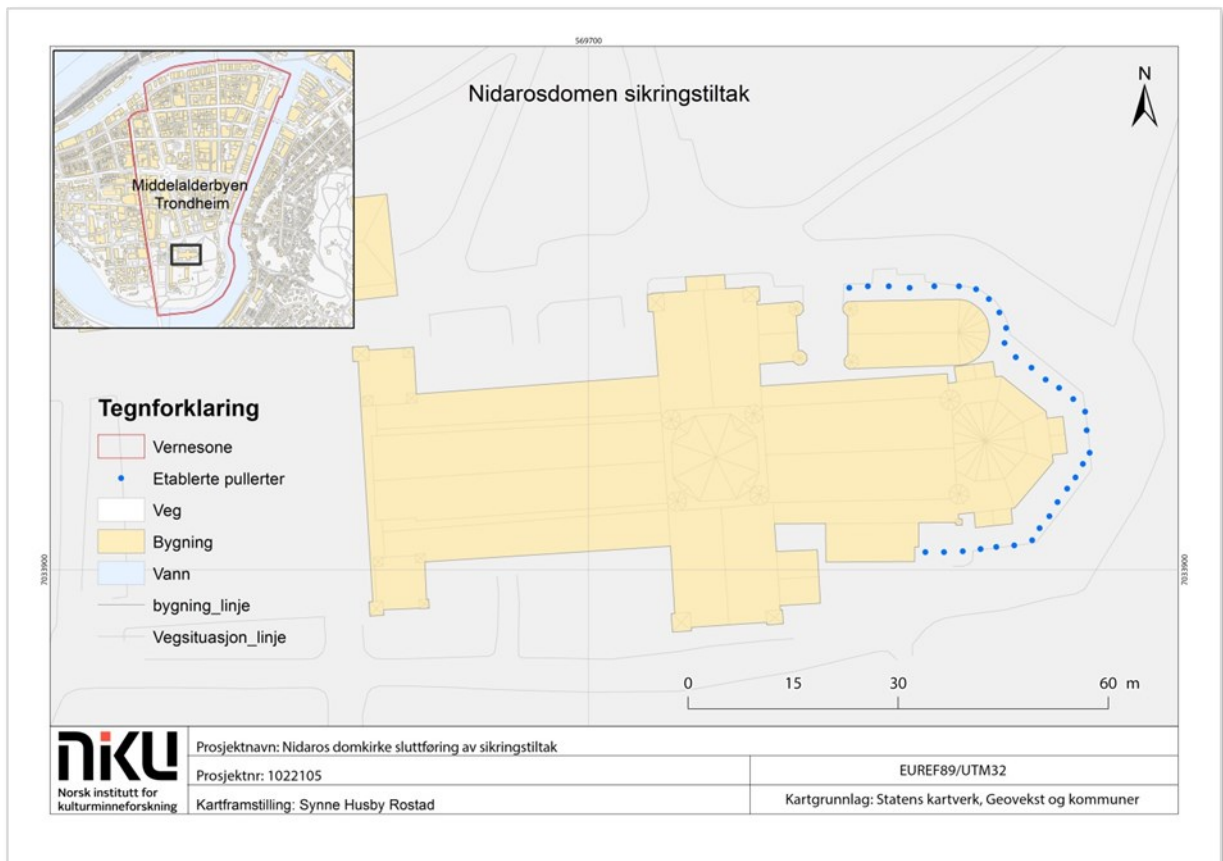 569700
Nidarosdomen sikringstiltak
N
Middelalderbyen
Trondheim
Tegnforklaring
Vernesone
Etablerte pullerter
Veg
Bygning
Vann
bygning_linje
Vegsituasjon_linje
7033900
7033900
0 15 30 60 m
NIKU
Norsk institutt for
kulturminneforskning
Prosjektnavn: Nidaros domkirke sluttføring av sikringstiltak
Prosjektnr: 1022105
Kartframstilling: Synne Husby Rostad
EUREF89/UTM32
Kartgrunnlag: Statens kartverk, Geovekst og kommuner